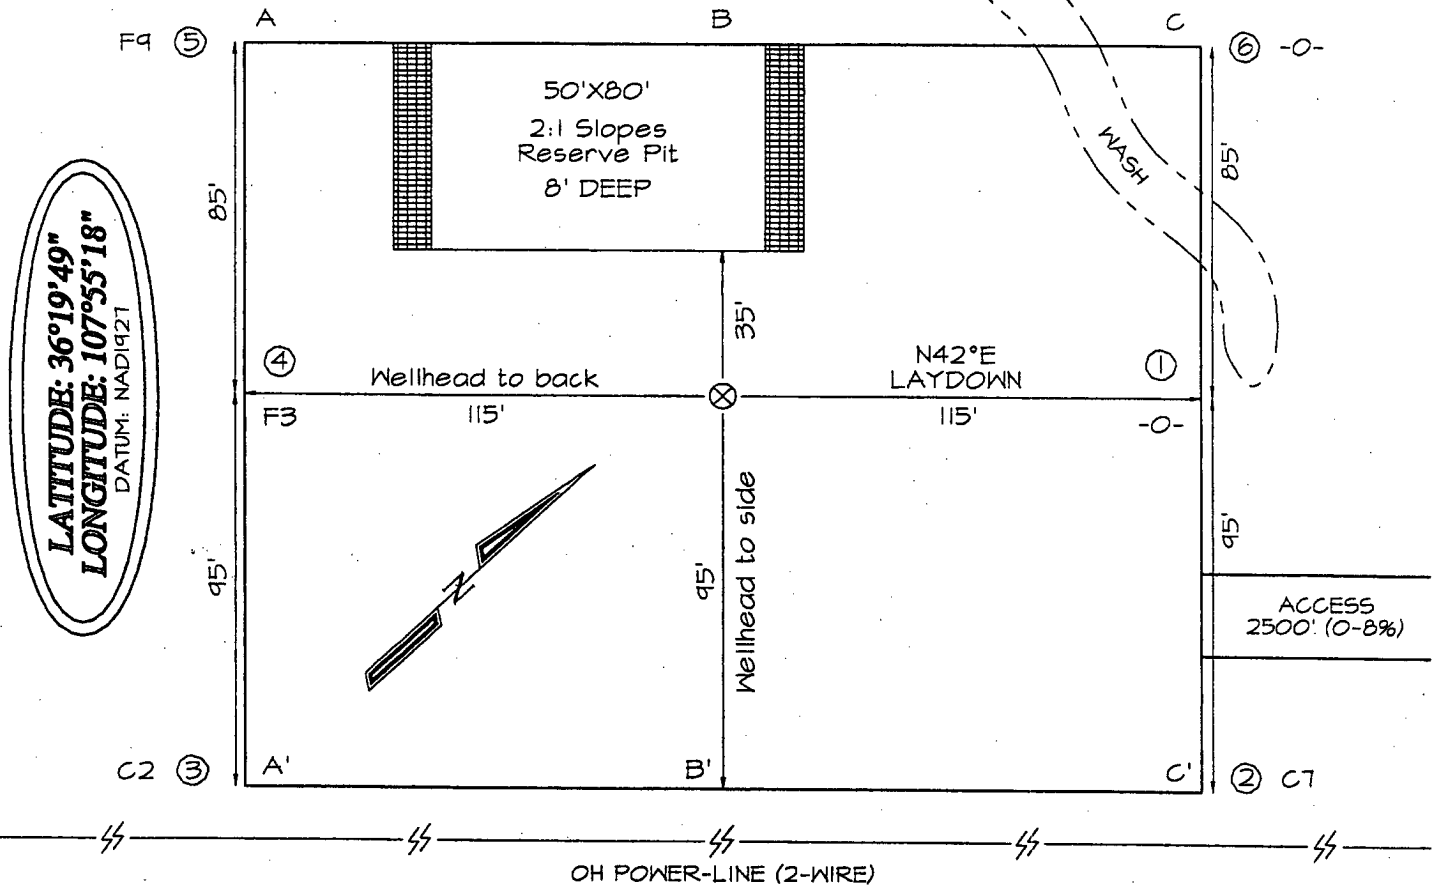 A
B
C
F9 ⑤
⑥ -0-
50'X80'
2:1 Slopes
Reserve Pit
8' DEEP
WASH
85'
85'
LATITUDE: 36°19'49"
LONGITUDE: 107°55'18"
DATUM: NAD1927
35'
④
Wellhead to back
N42°E
LAYDOWN
①
F3
115'
115'
-0-
N
95'
95'
Wellhead to side
95'
ACCESS
2500' (0-8%)
C2 ③
A'
B'
C'
② C7
OH POWER-LINE (2-WIRE)